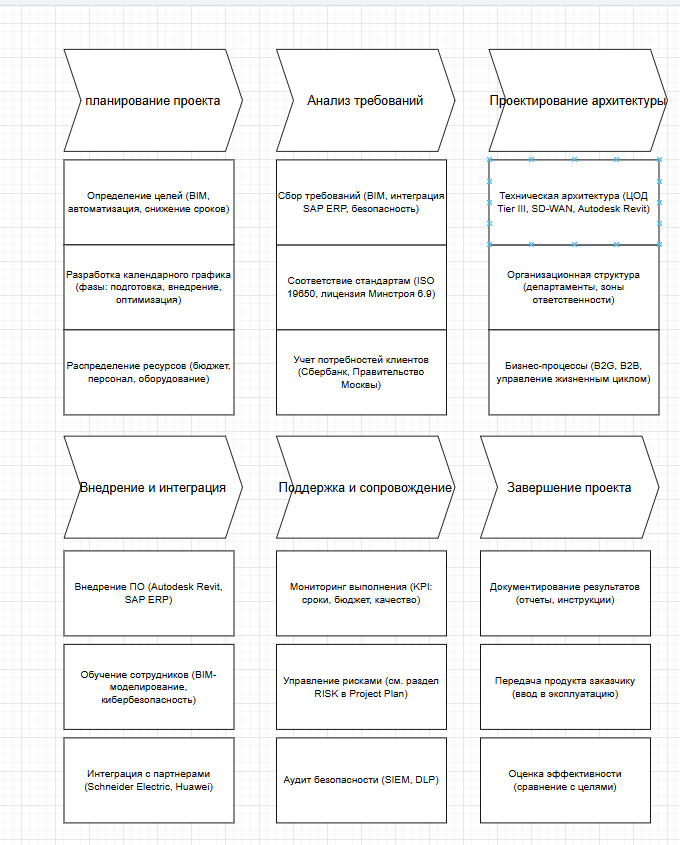 планирование проекта
Анализ требований
Проектирование архитектуры
Определение целей (BIM,
автоматизация, снижение сроков)
Сбор требований (BIM, интеграция
SAP ERP, безопасность)
Техническая архитектура (ЦОД
Tier III, SD-WAN, Autodesk Revit)
Разработка календарного графика
(фазы: подготовка, внедрение,
оптимизация)
Соответствие стандартам (ISO
19650, лицензия Минстроя 6.9)
Организационная структура
(департаменты, зоны
ответственности)
Распределение ресурсов (бюджет,
персонал, оборудование)
Учет потребностей клиентов
(Сбербанк, Правительство
Москвы)
Бизнес-процессы (B2G, B2B,
управление жизненным циклом)
Внедрение и интеграция
Поддержка и сопровождение
Завершение проекта
Внедрение ПО (Autodesk Revit,
SAP ERP)
Мониторинг выполнения (KPI:
сроки, бюджет, качество)
Документирование результатов
(отчеты, инструкции)
Обучение сотрудников (BIM-
моделирование,
кибербезопасность)
Управление рисками (см. раздел
RISK в Project Plan)
Передача продукта заказчику
(ввод в эксплуатацию)
Интеграция с партнерами
(Schneider Electric, Huawei)
Аудит безопасности (SIEM, DLP)
Оценка эффективности
(сравнение с целями)